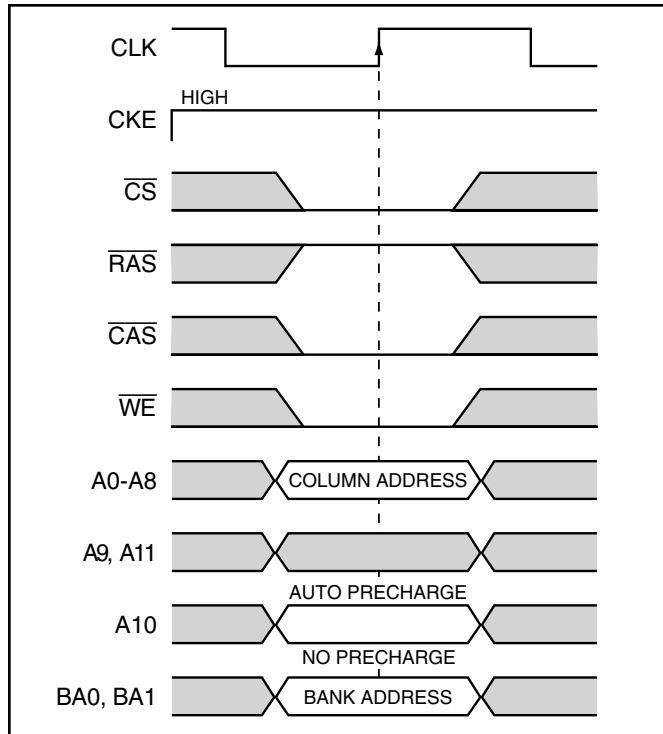 CLK
HIGH
CKE
CS
RAS
CAS
WE
A0-A8 COLUMN ADDRESS
A9, A11
AUTO PRECHARGE
A10
NO PRECHARGE
BA0, BA1 BANK ADDRESS